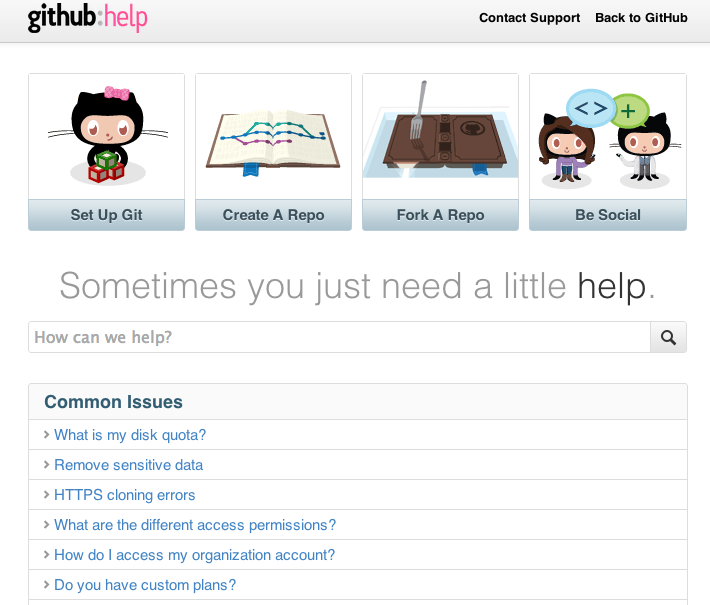 github:help
Contact Support Back to GitHub
Set Up Git
Create A Repo
Fork A Repo
Be Social
Sometimes you just need a little help.
How can we help?
Common Issues
What is my disk quota?
Remove sensitive data
HTTPS cloning errors
What are the different access permissions?
How do I access my organization account?
Do you have custom plans?